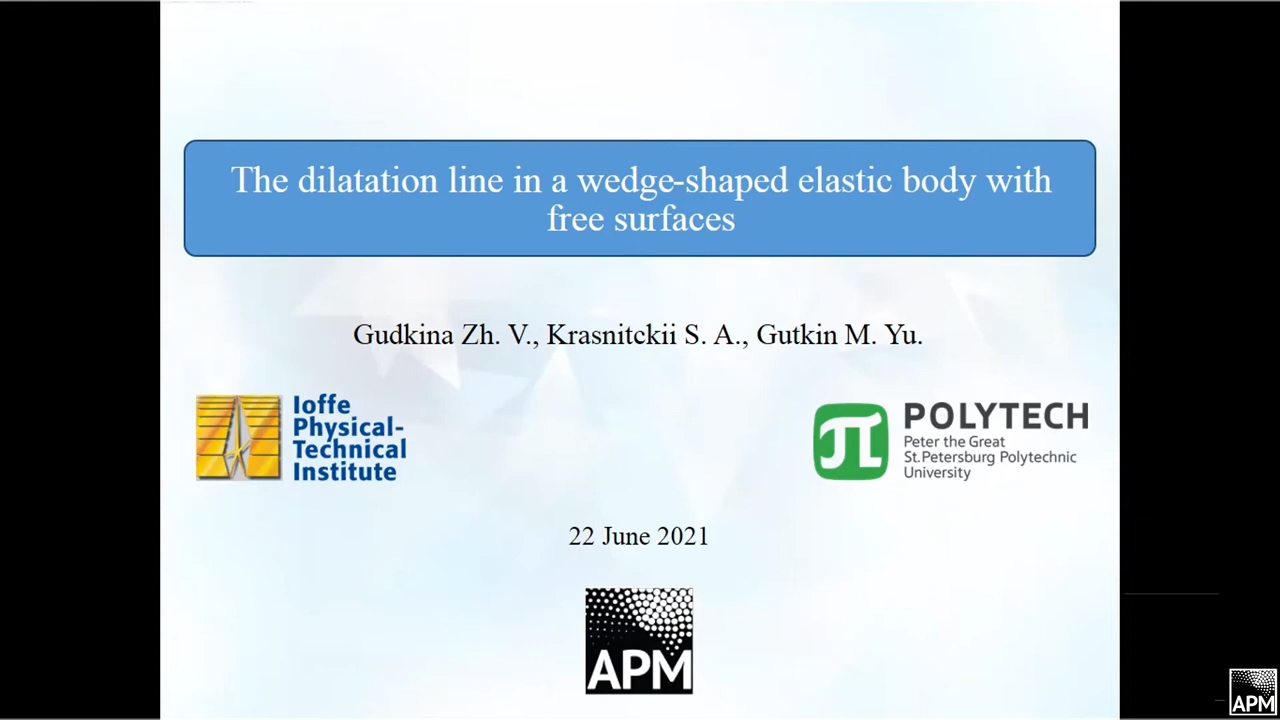 The dilatation line in a wedge-shaped elastic body with
free surfaces
Gudkina Zh. V., Krasnitckii S. A., Gutkin M. Yu.
Ioffe
Physical-
Technical
Institute
POLYTECH
Peter the Great
St.Petersburg Polytechnic
University
22 June 2021
APM
APM